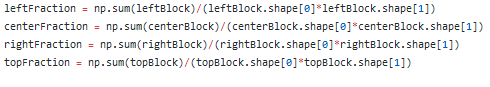 leftFraction = np.sum(leftBlock)/(leftBlock.shape[0]*leftBlock.shape[1])
centerFraction = np.sum(centerBlock)/(centerBlock.shape[0]*centerBlock.shape[1])
rightFraction = np.sum(rightBlock)/(rightBlock.shape[0]*rightBlock.shape[1])
topFraction = np.sum(topBlock)/(topBlock.shape[0]*topBlock.shape[1])